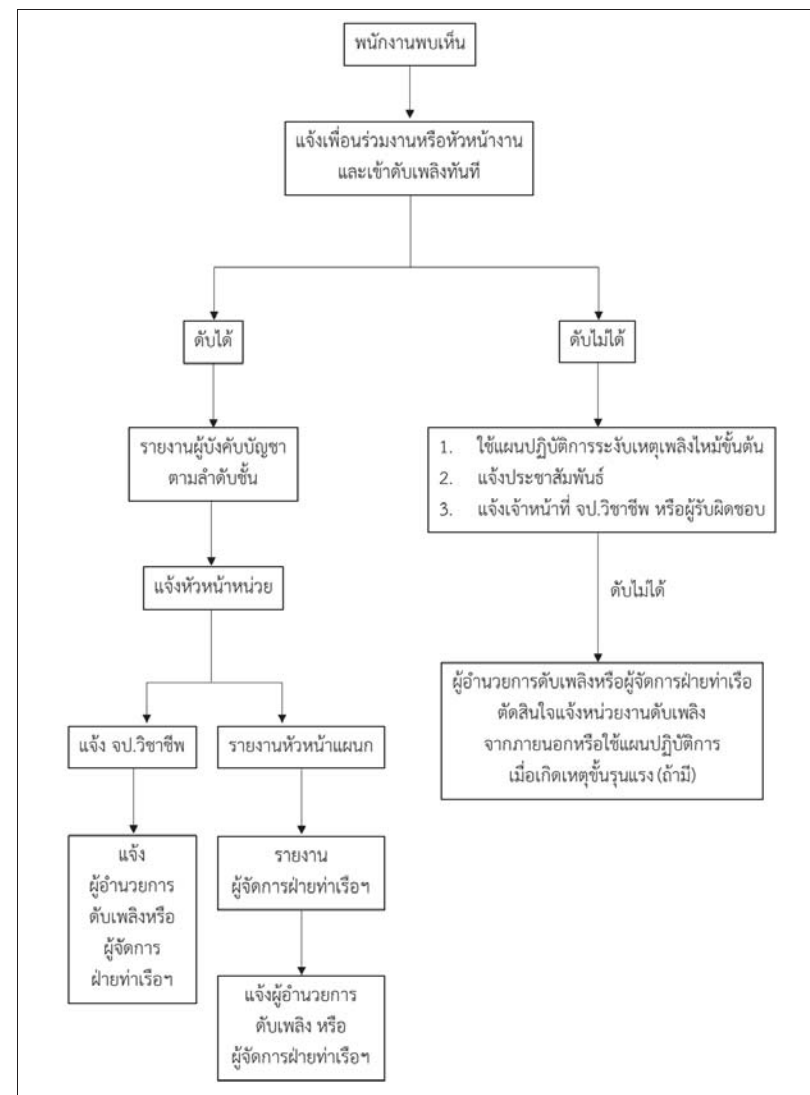 พนักงานพบเห็น
แจ้งเพื่อนร่วมงานหรือหัวหน้างาน
และเข้าดับเพลิงทันที
ดับได้
ดับไม่ได้
รายงานผู้บังคับบัญชา
ตามลำดับชั้น
1. ใช้แผนปฏิบัติการระงับเหตุเพลิงไหม้ขั้นต้น
2. แจ้งประชาสัมพันธ์
3. แจ้งเจ้าหน้าที่ จป.วิชาชีพ หรือผู้รับผิดชอบ
แจ้งหัวหน้าหน่วย
ดับไม่ได้
ผู้อำนวยการดับเพลิงหรือผู้จัดการฝ่ายท่าเรือ
ตัดสินใจแจ้งหน่วยงานดับเพลิง
จากภายนอกหรือใช้แผนปฏิบัติการ
เมื่อเกิดเหตุขั้นรุนแรง (ถ้ามี)
แจ้ง จป.วิชาชีพ
รายงานหัวหน้าแผนก
แจ้ง
ผู้อำนวยการ
ดับเพลิงหรือ
ผู้จัดการ
ฝ่ายท่าเรือฯ
รายงาน
ผู้จัดการฝ่ายท่าเรือฯ
แจ้งผู้อำนวยการ
ดับเพลิง หรือ
ผู้จัดการฝ่ายท่าเรือฯ